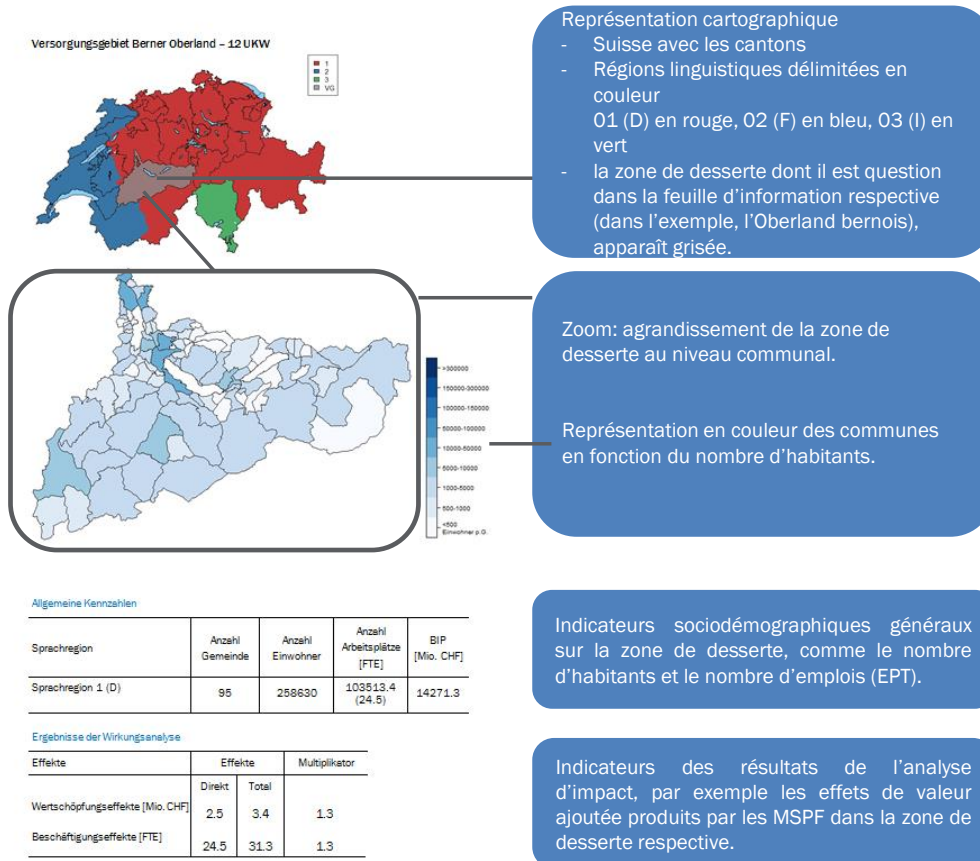 Versorgungsgebiet Berner Oberland – 12 UKW
1
2
3
VG
Représentation cartographique
- Suisse avec les cantons
- Régions linguistiques délimitées en
couleur
01 (D) en rouge, 02 (F) en bleu, 03 (I) en
vert
- la zone de desserte dont il est question
dans la feuille d’information respective
(dans l’exemple, l’Oberland bernois),
apparaît grisée.
>300000
150000-300000
100000-150000
50000-100000
10000-50000
5000-10000
1000-5000
500-1000
<500
Einwohner p.G.
Zoom: agrandissement de la zone de
desserte au niveau communal.
Représentation en couleur des communes
en fonction du nombre d’habitants.
Allgemeine Kennzahlen
Sprachregion Anzahl Gemeinde Anzahl Einwohner Anzahl Arbeitsplätze [FTE] BIP [Mio. CHF]
Sprachregion 1 (D) 95 258630 103513.4 (24.5) 14271.3
Indicateurs sociodémographiques généraux
sur la zone de desserte, comme le nombre
d’habitants et le nombre d’emplois (EPT).
Ergebnisse der Wirkungsanalyse
Effekte Effekte Multiplikator
Direkt Total
Wertschöpfungseffekte [Mio. CHF] 2.5 3.4 1.3
Beschäftigungseffekte [FTE] 24.5 31.3 1.3
Indicateurs des résultats de l’analyse
d’impact, par exemple les effets de valeur
ajoutée produits par les MSPF dans la zone de
desserte respective.